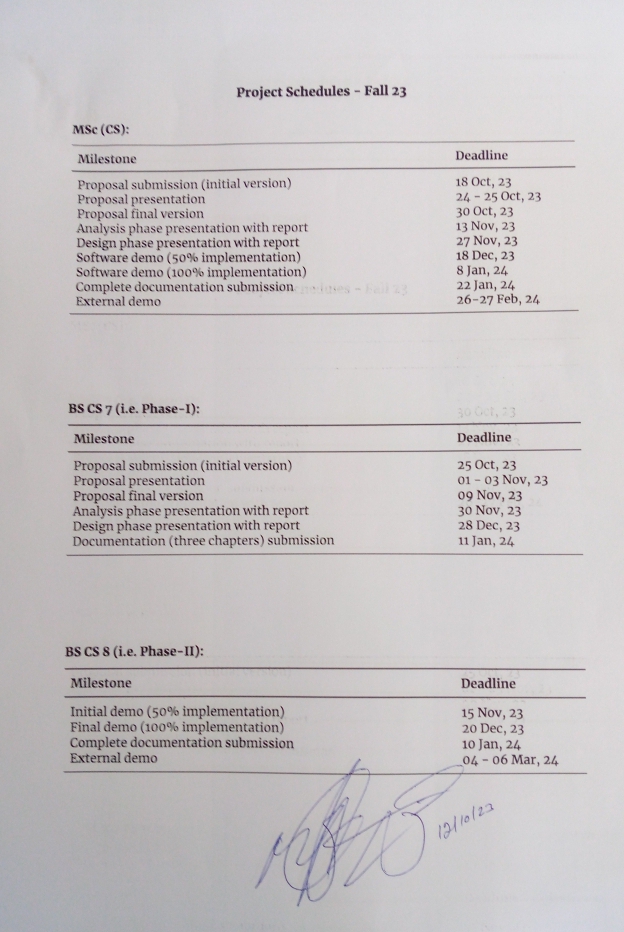 Project Schedules – Fall 23
MSc (CS):
Milestone Deadline
Proposal submission (initial version) 18 Oct, 23
Proposal presentation 24 – 25 Oct, 23
Proposal final version 30 Oct, 23
Analysis phase presentation with report 13 Nov, 23
Design phase presentation with report 27 Nov, 23
Software demo (50% implementation) 18 Dec, 23
Software demo (100% implementation) 8 Jan, 24
Complete documentation submission 22 Jan, 24
External demo 26–27 Feb, 24
BS CS 7 (i.e. Phase-I):
Milestone Deadline
Proposal submission (initial version) 25 Oct, 23
Proposal presentation 01 – 03 Nov, 23
Proposal final version 09 Nov, 23
Analysis phase presentation with report 30 Nov, 23
Design phase presentation with report 28 Dec, 23
Documentation (three chapters) submission 11 Jan, 24
BS CS 8 (i.e. Phase-II):
Milestone Deadline
Initial demo (50% implementation) 15 Nov, 23
Final demo (100% implementation) 20 Dec, 23
Complete documentation submission 10 Jan, 24
External demo 04 – 06 Mar, 24
12/10/23